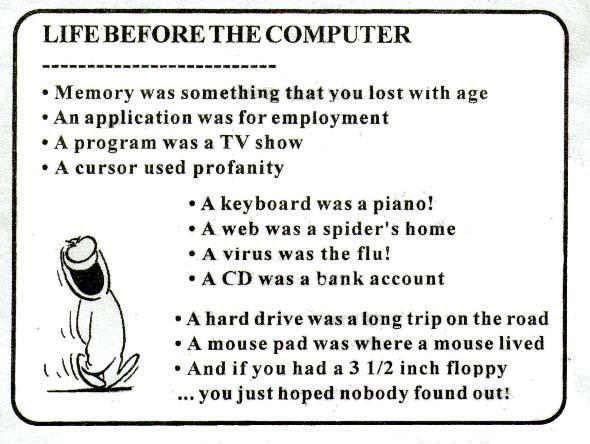 LIFE BEFORE THE COMPUTER
--------------------------
• Memory was something that you lost with age
• An application was for employment
• A program was a TV show
• A cursor used profanity
• A keyboard was a piano!
• A web was a spider's home
• A virus was the flu!
• A CD was a bank account
• A hard drive was a long trip on the road
• A mouse pad was where a mouse lived
• And if you had a 3 1/2 inch floppy
... you just hoped nobody found out!